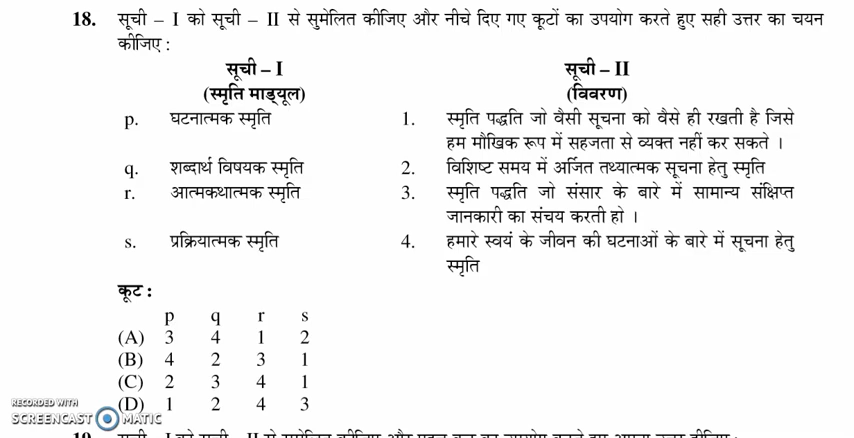 18. सूची – I को सूची – II से सुमेलित कीजिए और नीचे दिए गए कूटों का उपयोग करते हुए सही उत्तर का चयन
कीजिए :
सूची – I सूची – II
(स्मृति माड्यूल) (विवरण)
p. घटनात्मक स्मृति 1. स्मृति पद्धति जो वैसी सूचना को वैसे ही रखती है जिसे
हम मौखिक रूप में सहजता से व्यक्त नहीं कर सकते ।
q. शब्दार्थ विषयक स्मृति 2. विशिष्ट समय में अर्जित तथ्यात्मक सूचना हेतु स्मृति
r. आत्मकथात्मक स्मृति 3. स्मृति पद्धति जो संसार के बारे में सामान्य संक्षिप्त
जानकारी का संचय करती हो ।
s. प्रक्रियात्मक स्मृति 4. हमारे स्वयं के जीवन की घटनाओं के बारे में सूचना हेतु
स्मृति
कूट :
p q r s
(A) 3 4 1 2
(B) 4 2 3 1
(C) 2 3 4 1
(D) 1 2 4 3
RECORDED WITH
SCREENCAST MATIC